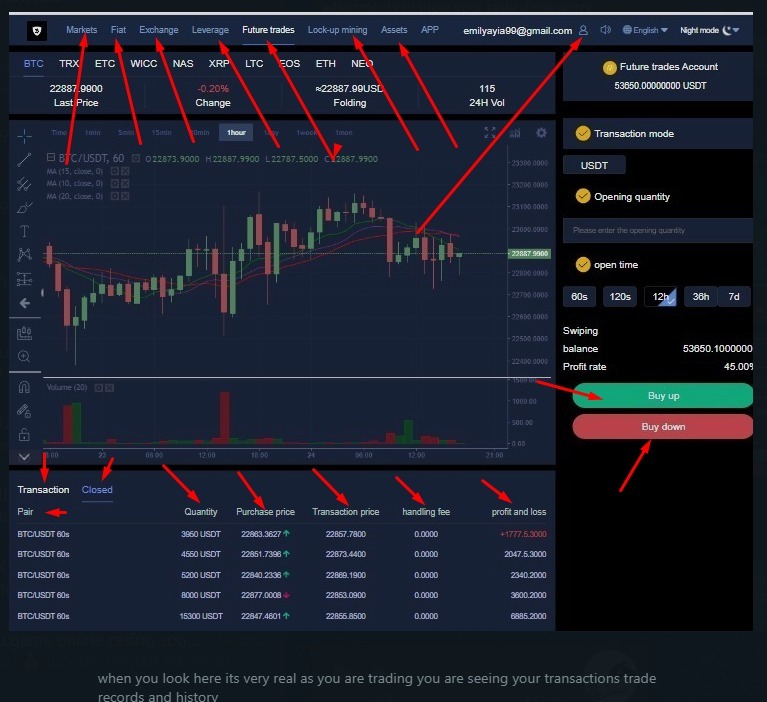 Markets Fiat Exchange Leverage Future trades Lock-up mining Assets APP emilyayia99@gmail.com English Night mode
BTC TRX ETC WICC NAS XRP LTC EOS ETH NEO
22887.9900 -0.20% ≈22887.99USD 115
Last Price Change Folding 24H Vol
Future trades Account
53650.00000000 USDT
Time 1min 5min 15min 30min 1hour 1day 1week 1mon
BTC/USDT, 60 O 22873.9000 H 22887.9900 L 22787.5000 C 22887.9900
MA (15, close, 0)
MA (10, close, 0)
MA (20, close, 0)
23300.0000
23200.0000
23100.0000
23000.0000
22887.9900
22800.0000
22700.0000
22600.0000
22500.0000
22400.0000
Volume (20)
1500.00
1000.00
500.00
0.00
23 06:00 12:00 18:00 24 06:00 12:00 21:00
Transaction mode
USDT
Opening quantity
Please enter the opening quantity
open time
60s 120s 12h 36h 7d
Swiping
balance 53650.1000000
Profit rate 45.00%
Buy up
Buy down
Transaction Closed
Pair Quantity Purchase price Transaction price handling fee profit and loss
BTC/USDT 60s 3950 USDT 22863.3627 22857.7800 0.0000 +1777.5.3000
BTC/USDT 60s 4550 USDT 22851.7396 22873.4400 0.0000 2047.5.3000
BTC/USDT 60s 5200 USDT 22840.2336 22869.1900 0.0000 2340.2000
BTC/USDT 60s 8000 USDT 22877.0008 22853.0900 0.0000 3600.2000
BTC/USDT 60s 15300 USDT 22847.4601 22855.8500 0.0000 6885.2000
when you look here its very real as you are trading you are seeing your transactions trade
records and history